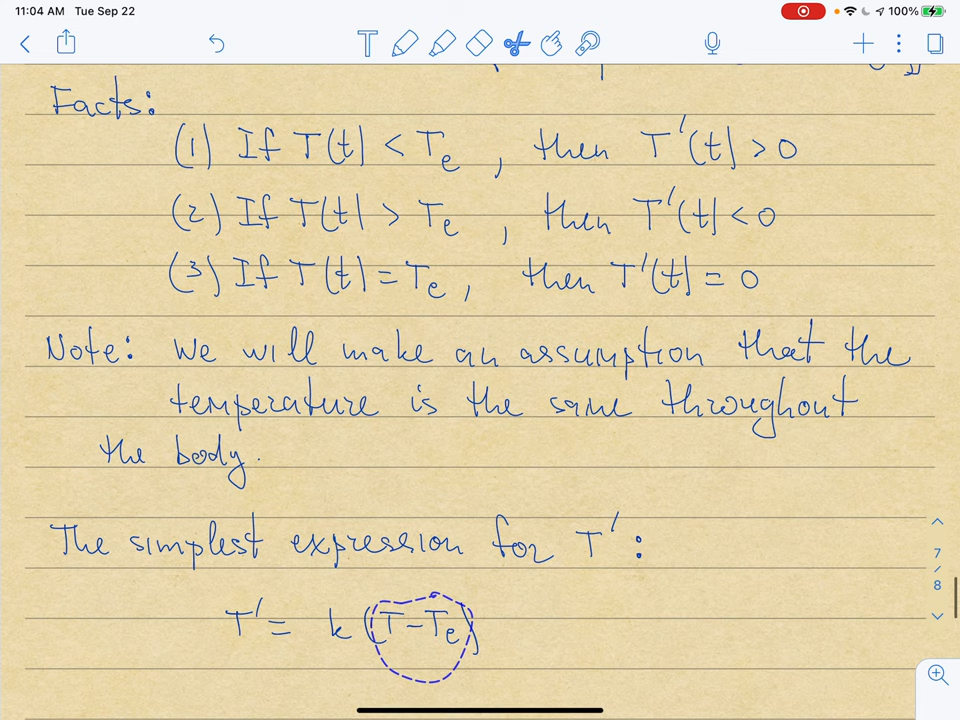 11:04 AM Tue Sep 22
100%
Facts:
(1) If T(t) < Te, then T'(t) > 0
(2) If T(t) > Te, then T'(t) < 0
(3) If T(t) = Te, then T'(t) = 0
Note: We will make an assumption that the
temperature is the same throughout
the body.
The simplest expression for T':
T' = k (T - Te)
7
/
8